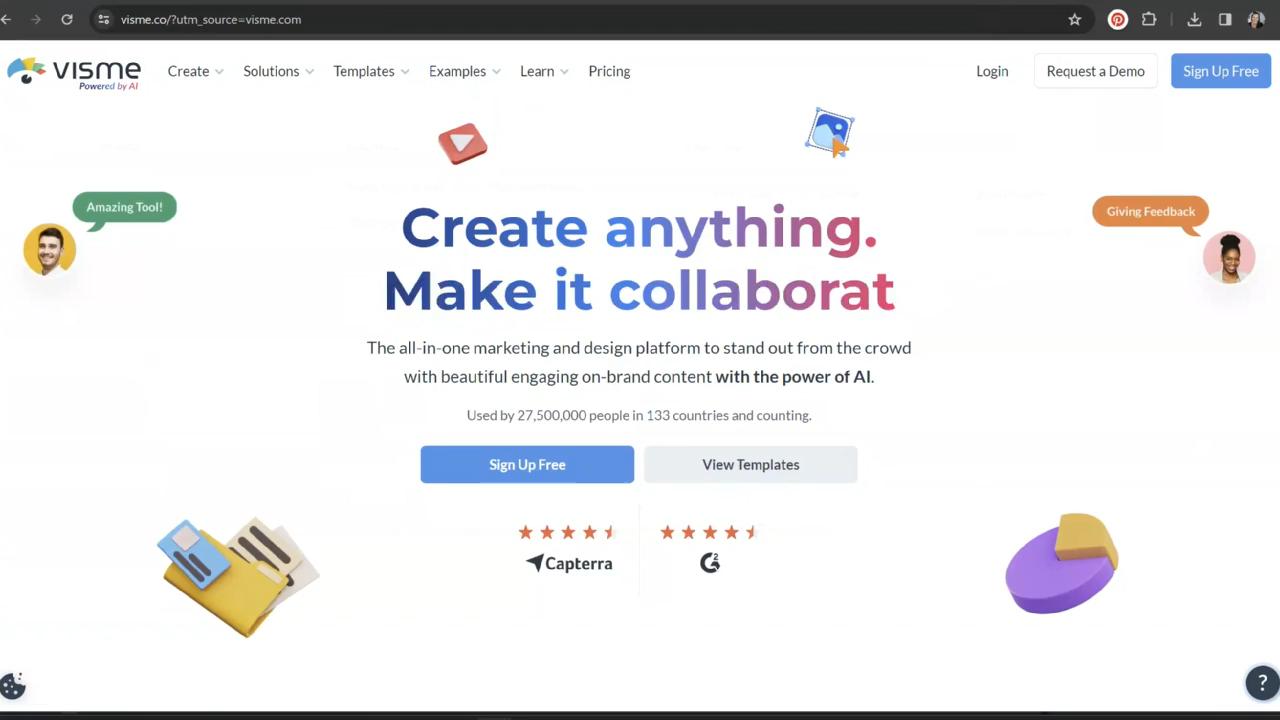 visme.co/?utm_source=visme.com
VISME
Powered by AI
Create
Solutions
Templates
Examples
Learn
Pricing
Login
Request a Demo
Sign Up Free
Amazing Tool!
Giving Feedback
Create anything.
Make it collaborat
The all-in-one marketing and design platform to stand out from the crowd
with beautiful engaging on-brand content with the power of AI.
Used by 27,500,000 people in 133 countries and counting.
Sign Up Free
View Templates
Capterra
G2
?